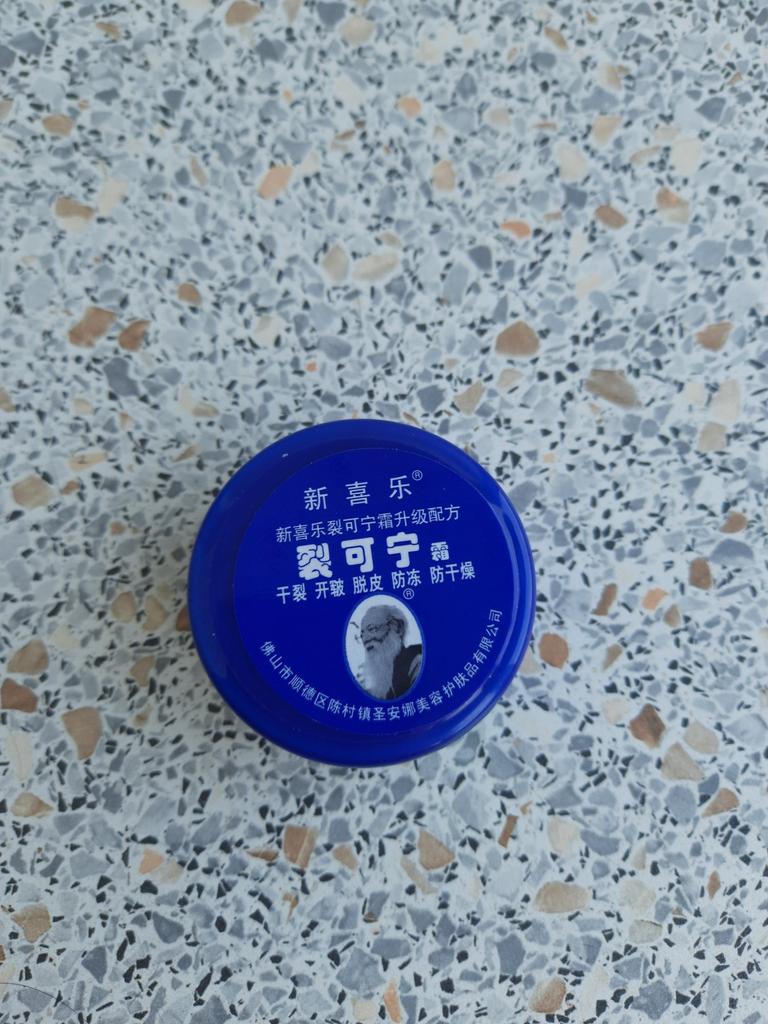 新喜乐®
新喜乐裂可宁霜升级配方
裂可宁霜
干裂 开皲 脱皮 防冻 防干燥
®
佛山市顺德区陈村镇圣安娜美容护肤品有限公司